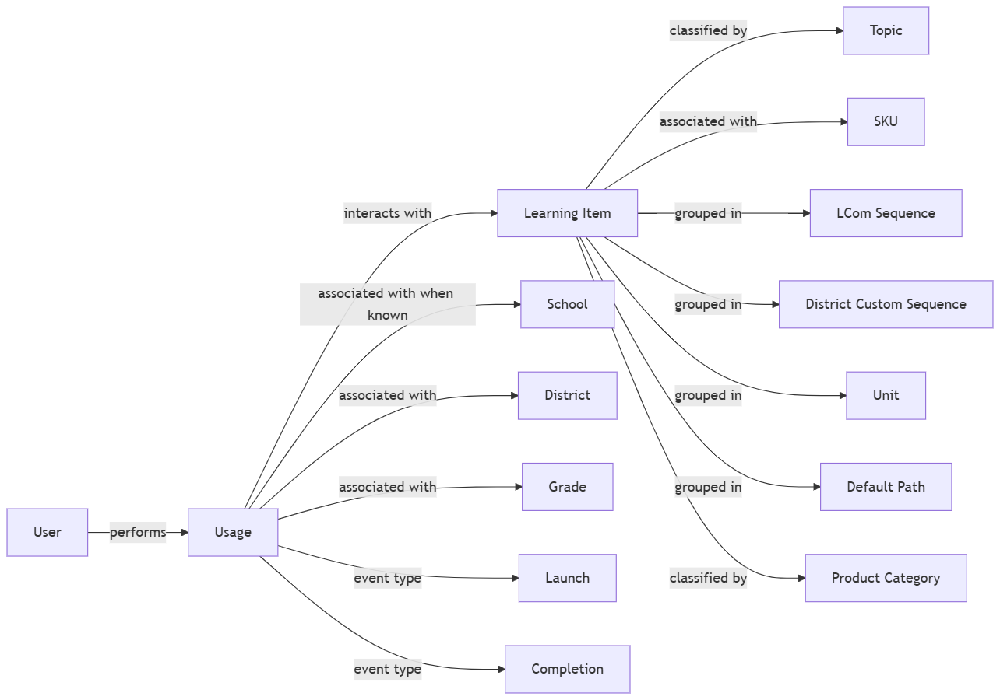 classified by
Topic
associated with
SKU
interacts with
Learning Item
grouped in
LCom Sequence
associated with when
known
School
grouped in
District Custom Sequence
associated with
District
grouped in
Unit
associated with
Grade
grouped in
Default Path
User
performs
Usage
event type
Launch
classified by
Product Category
event type
Completion